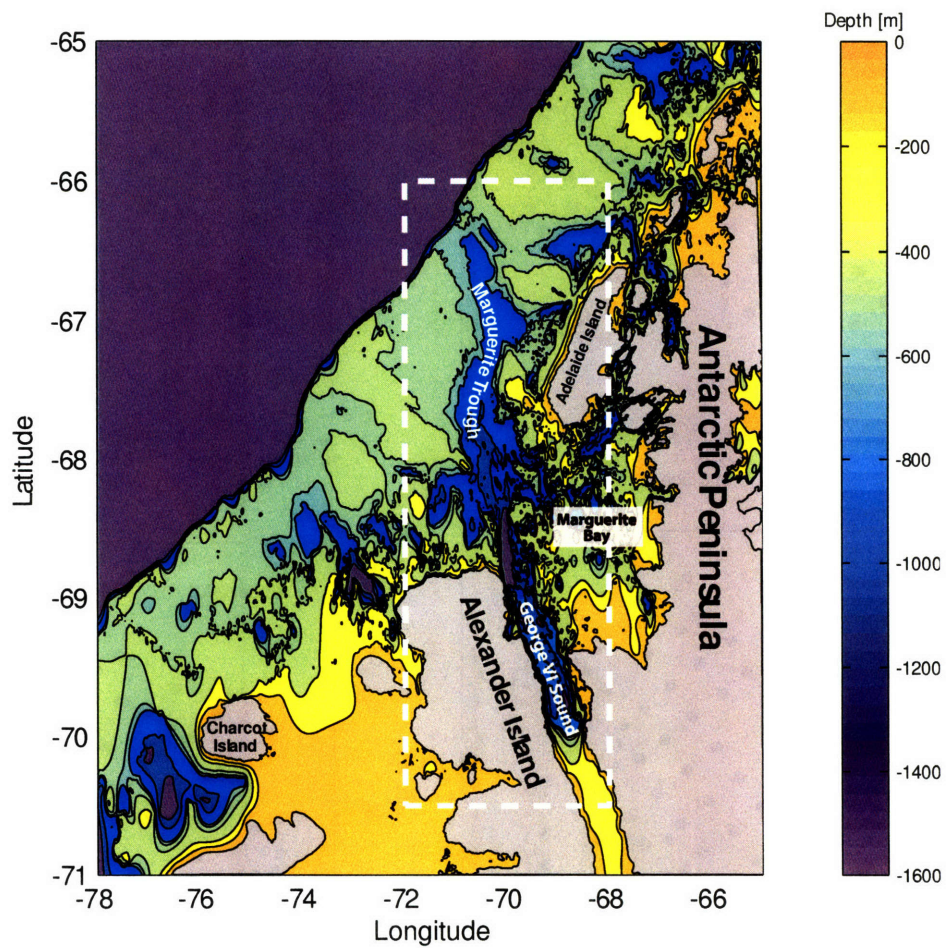 Depth [m]
0
-200
-400
-600
-800
-1000
-1200
-1400
-1600
-65
-66
-67
-68
-69
-70
-71
Latitude
-78
-76
-74
-72
-70
-68
-66
Longitude
Marguerite Trough
Adelaide Island
Antarctic Peninsula
Marguerite
Bay
George VI Sound
Alexander Island
Charcot
Island